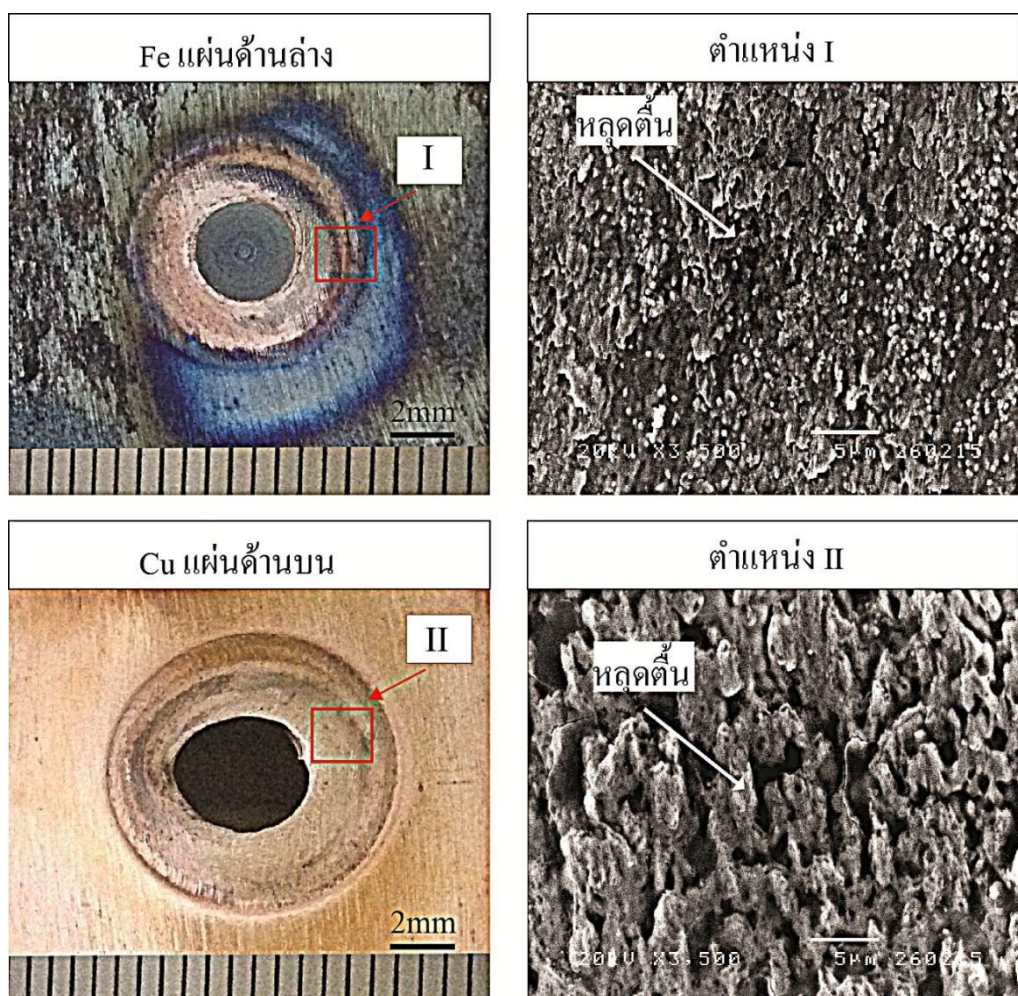 Fe แผ่นด้านล่าง
ตำแหน่ง I
I
2mm
หลุดตื้น
20kV X3,500 5µm 260215
Cu แผ่นด้านบน
ตำแหน่ง II
II
2mm
หลุดตื้น
20kV X3,500 5µm 260215